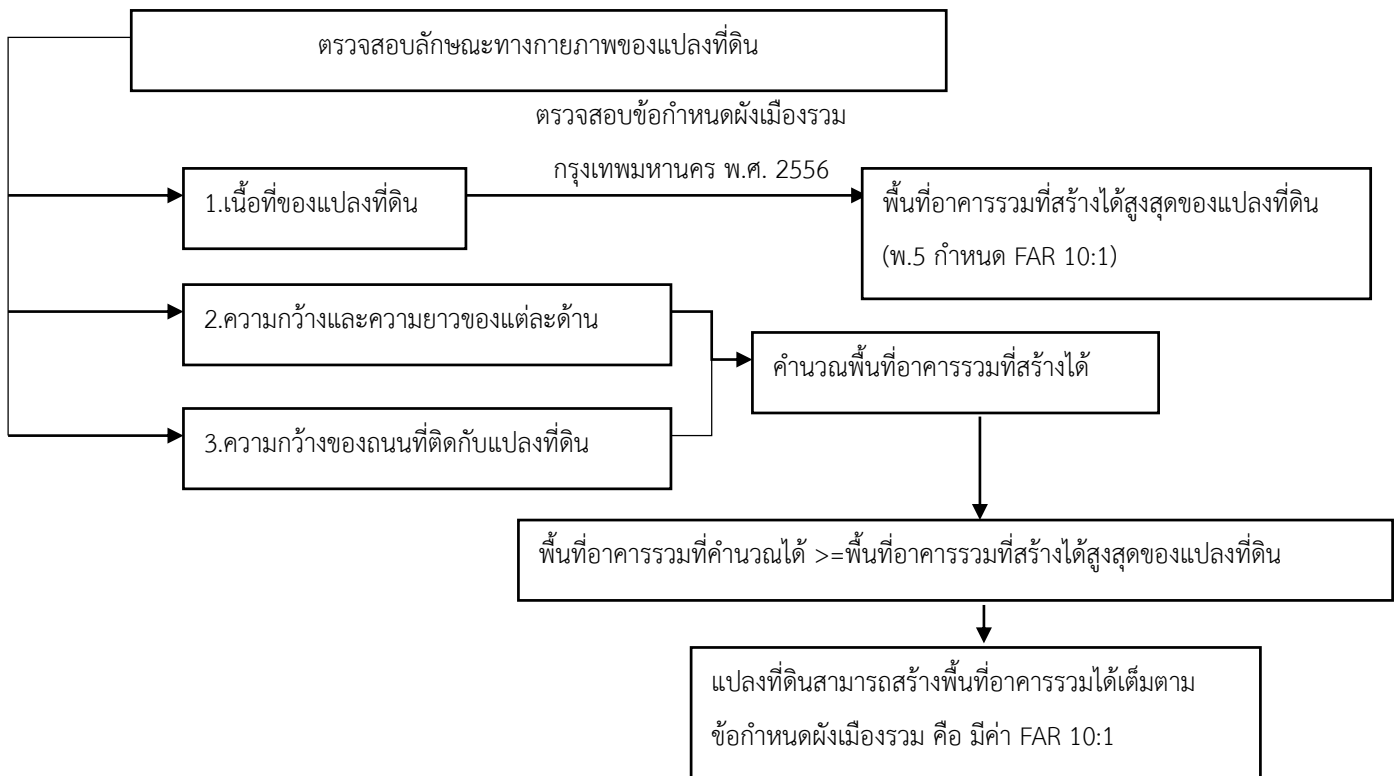 ตรวจสอบลักษณะทางกายภาพของแปลงที่ดิน
ตรวจสอบข้อกำหนดผังเมืองรวม
กรุงเทพมหานคร พ.ศ. 2556
1.เนื้อที่ของแปลงที่ดิน
พื้นที่อาคารรวมที่สร้างได้สูงสุดของแปลงที่ดิน
(พ.5 กำหนด FAR 10:1)
2.ความกว้างและความยาวของแต่ละด้าน
คำนวณพื้นที่อาคารรวมที่สร้างได้
3.ความกว้างของถนนที่ติดกับแปลงที่ดิน
พื้นที่อาคารรวมที่คำนวณได้ >=พื้นที่อาคารรวมที่สร้างได้สูงสุดของแปลงที่ดิน
แปลงที่ดินสามารถสร้างพื้นที่อาคารรวมได้เต็มตาม
ข้อกำหนดผังเมืองรวม คือ มีค่า FAR 10:1